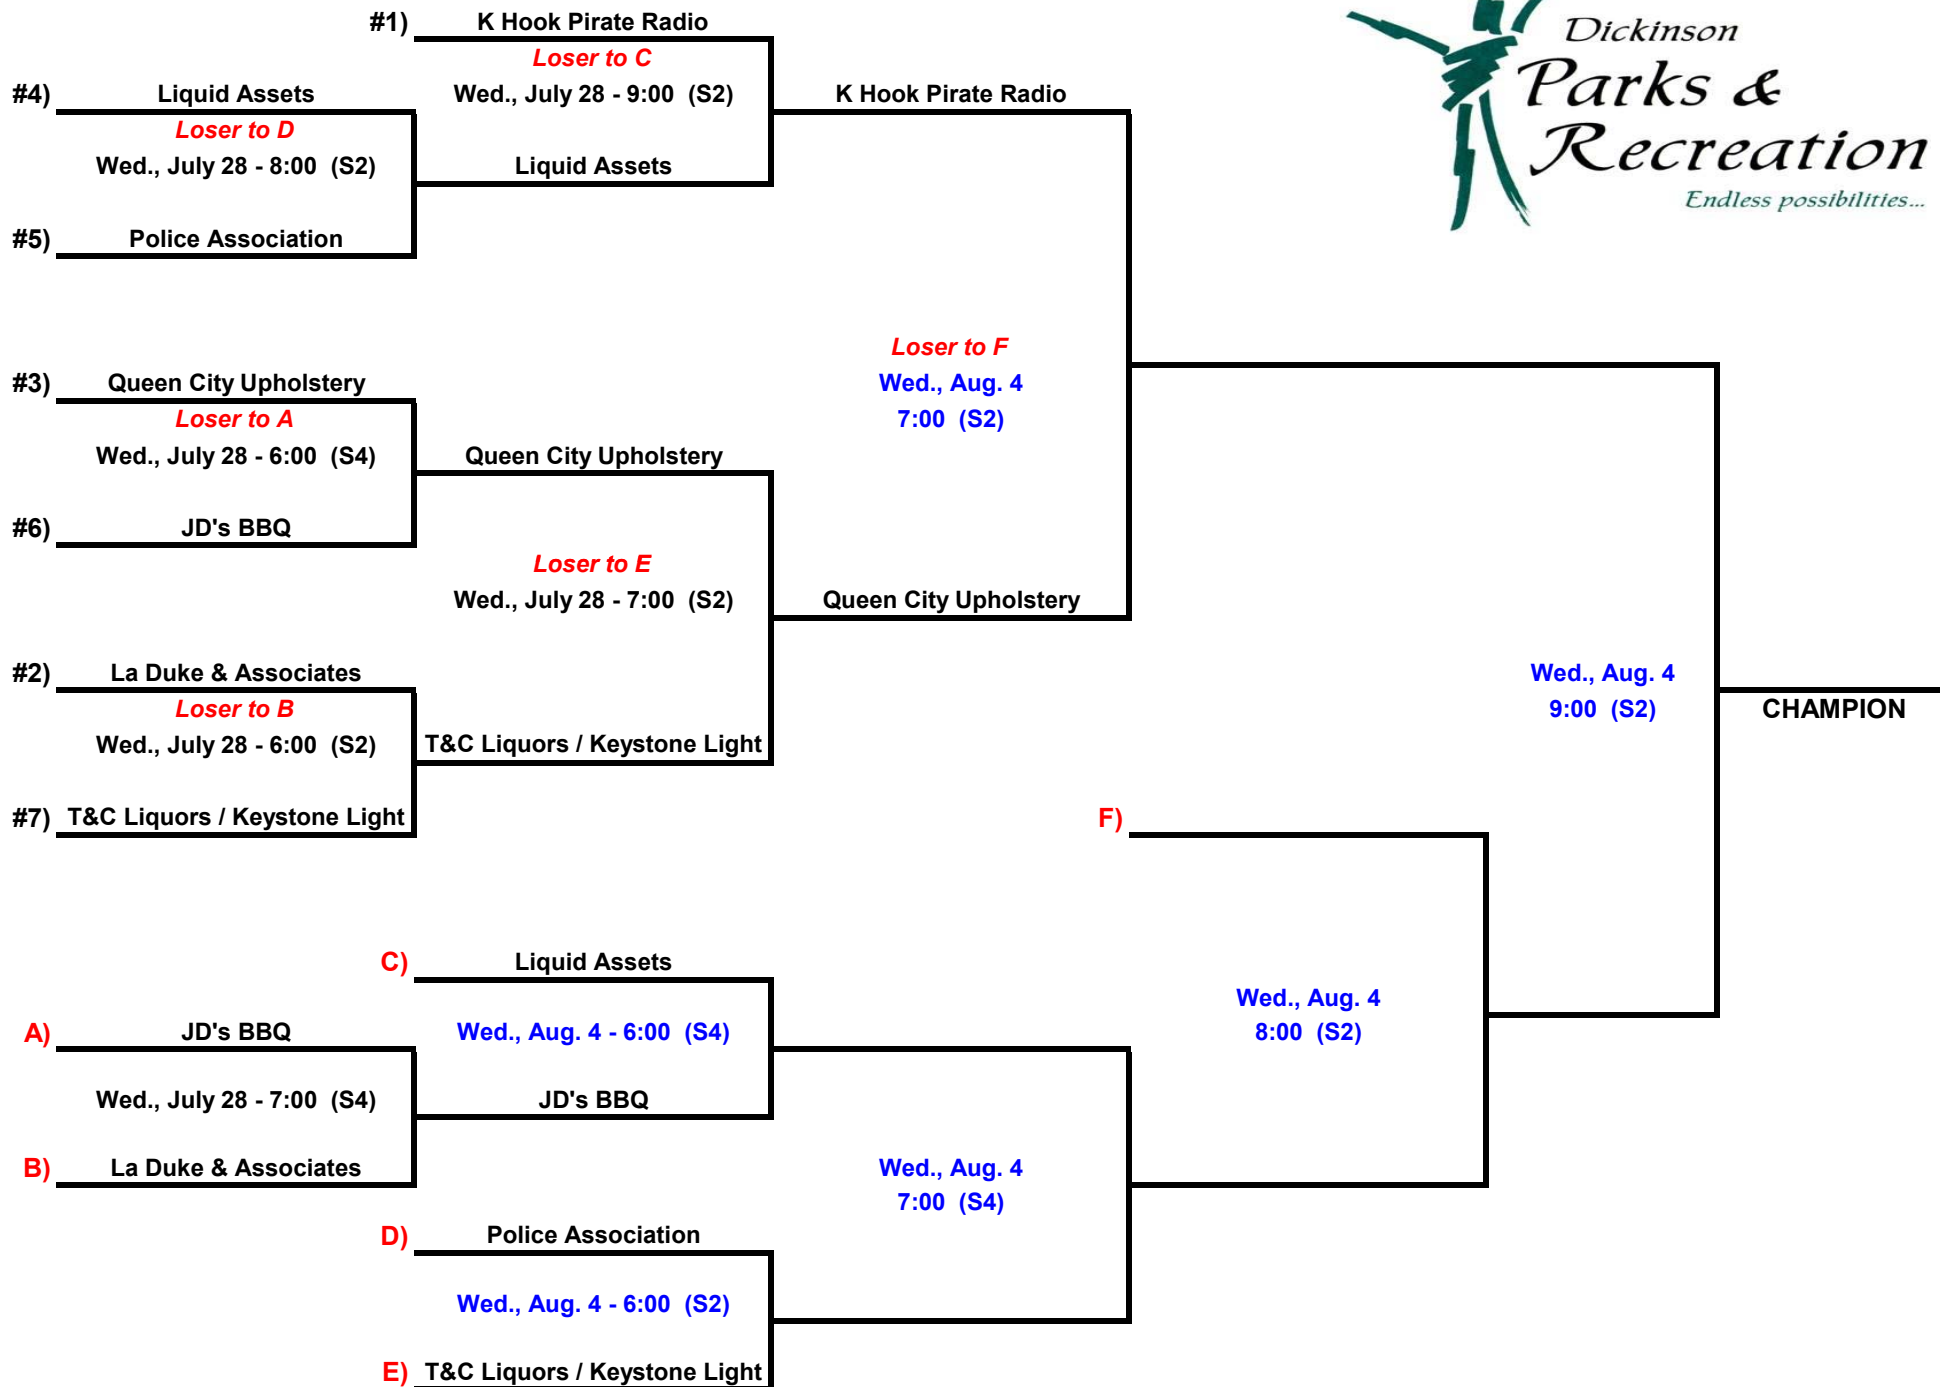 #1) K Hook Pirate Radio
Dickinson
Parks &
Recreation
Endless possibilities...
Loser to C
#4) Liquid Assets
Wed., July 28 - 9:00 (S2)
K Hook Pirate Radio
Loser to D
Wed., July 28 - 8:00 (S2)
Liquid Assets
#5) Police Association
Loser to F
#3) Queen City Upholstery
Wed., Aug. 4
Loser to A
7:00 (S2)
Wed., July 28 - 6:00 (S4)
Queen City Upholstery
#6) JD's BBQ
Loser to E
Wed., July 28 - 7:00 (S2)
Queen City Upholstery
#2) La Duke & Associates
Wed., Aug. 4
Loser to B
9:00 (S2)
CHAMPION
Wed., July 28 - 6:00 (S2)
T&C Liquors / Keystone Light
#7) T&C Liquors / Keystone Light
F)
C) Liquid Assets
Wed., Aug. 4
A) JD's BBQ
Wed., Aug. 4 - 6:00 (S4)
8:00 (S2)
Wed., July 28 - 7:00 (S4)
JD's BBQ
B) La Duke & Associates
Wed., Aug. 4
7:00 (S4)
D) Police Association
Wed., Aug. 4 - 6:00 (S2)
E) T&C Liquors / Keystone Light